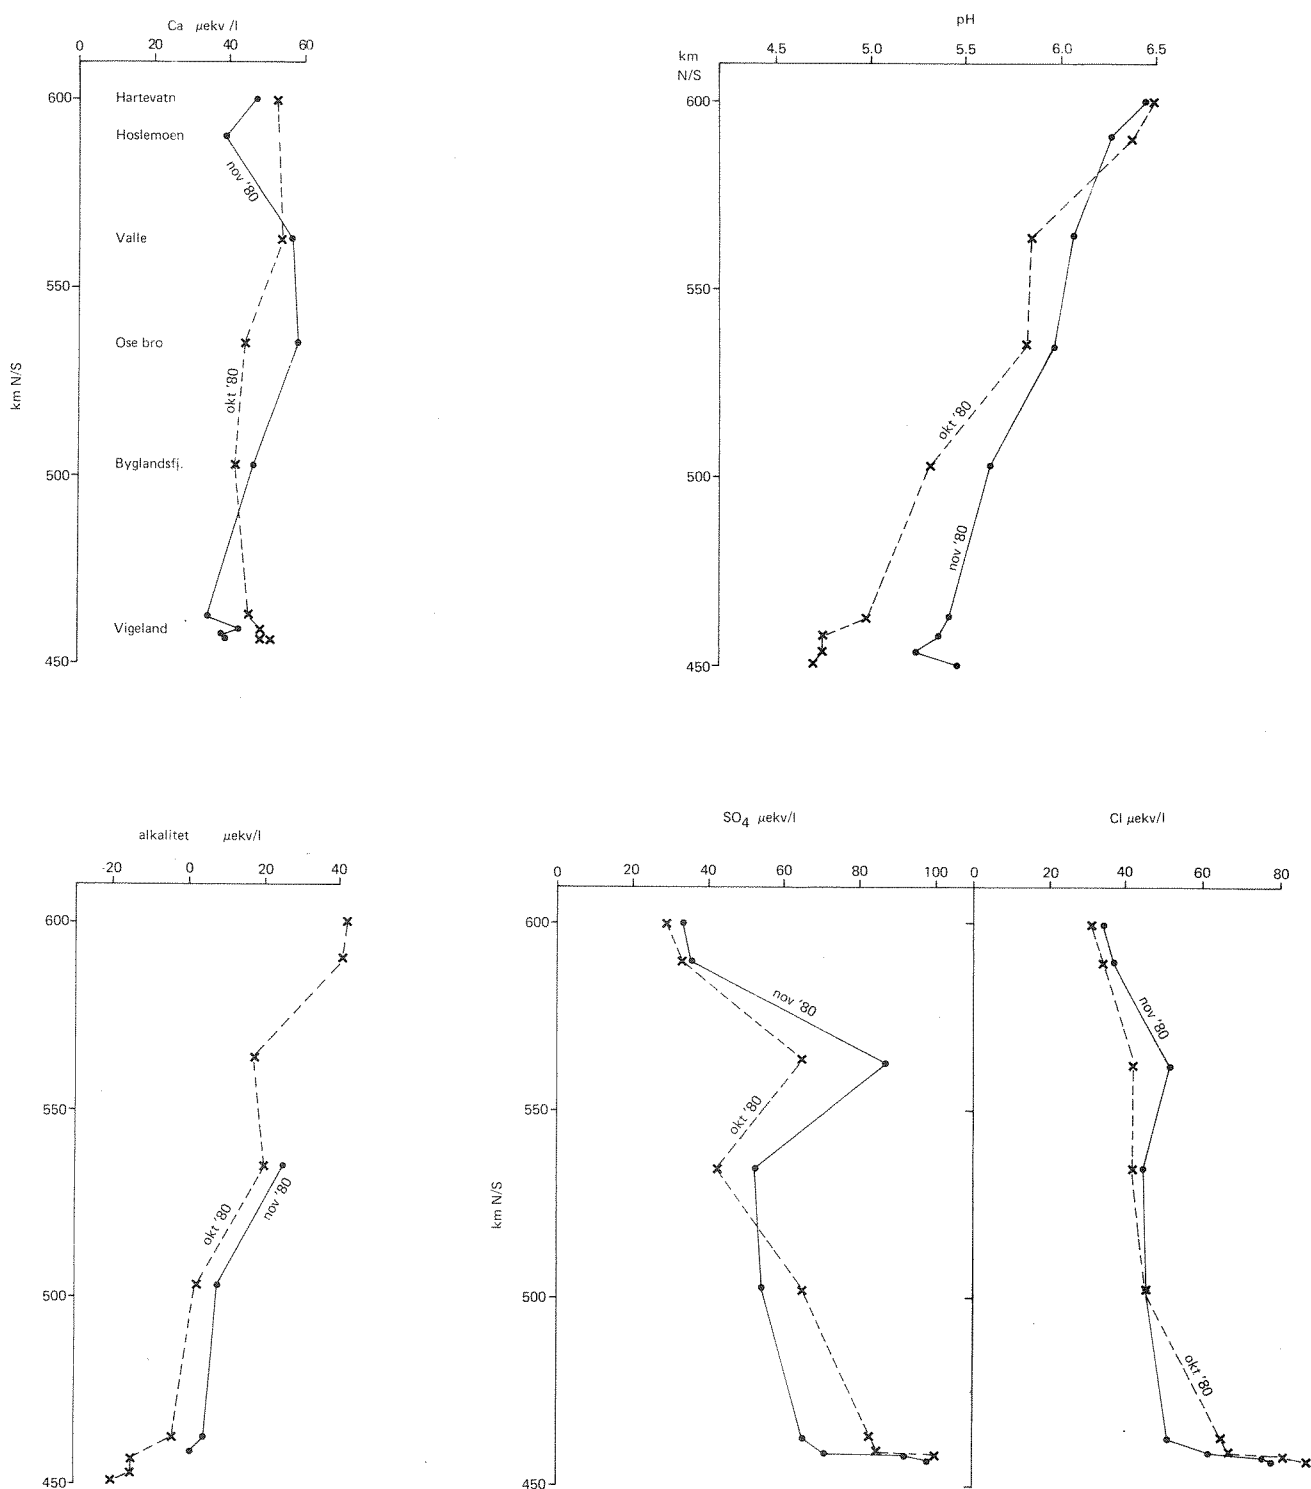 Ca μekv /l
0 20 40 60
600
Hartevatn
Hoslemoen
nov '80
Valle
550
Ose bro
okt '80
km N/S
Byglandsfj.
500
Vigeland
450
pH
km
N/S
4.5 5.0 5.5 6.0 6.5
600
550
okt '80
500
nov '80
450
alkalitet μekv/l
-20 0 20 40
600
550
okt '80
nov '80
500
450
SO4 μekv/l
0 20 40 60 80 100
600
nov '80
550
okt '80
km N/S
500
450
Cl μekv/l
0 20 40 60 80
nov '80
okt '80